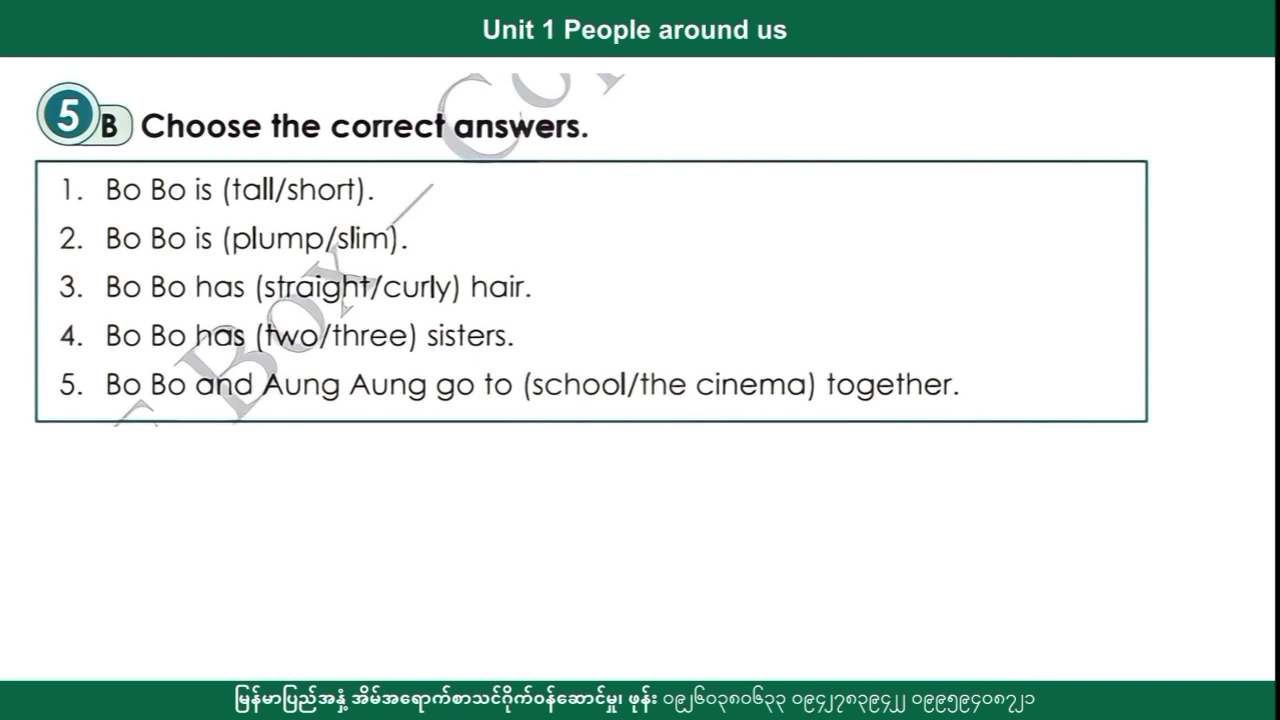 Unit 1 People around us
5 B Choose the correct answers.
1. Bo Bo is (tall/short).
2. Bo Bo is (plump/slim).
3. Bo Bo has (straight/curly) hair.
4. Bo Bo has (two/three) sisters.
5. Bo Bo and Aung Aung go to (school/the cinema) together.
မြန်မာပြည်အနှံ့ အိမ်အရောက်စာသင်ဂိုက်ဝန်ဆောင်မှု၊ ဖုန်း ၀၉၂၆၀၃၈၀၆၃၃ ၀၉၄၂၇၈၃၉၄၂၂ ၀၉၉၅၉၄၀၈၇၂၁